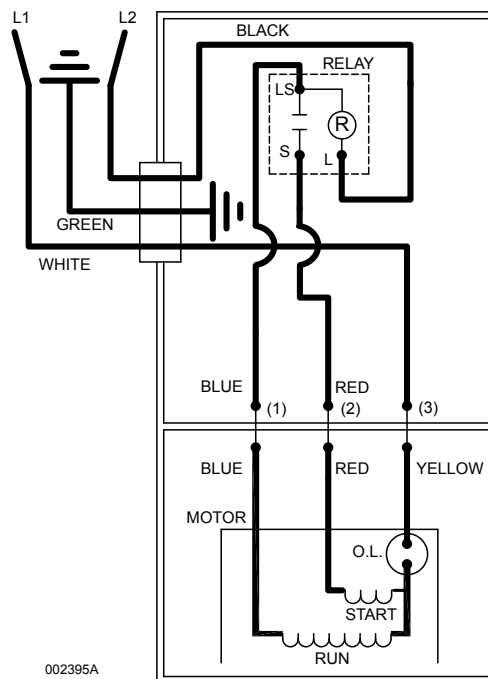 L1
L2
BLACK
RELAY
LS
R
S
L
GREEN
WHITE
BLUE
RED
(1)
(2)
(3)
BLUE
RED
YELLOW
MOTOR
O.L.
START
RUN
002395A